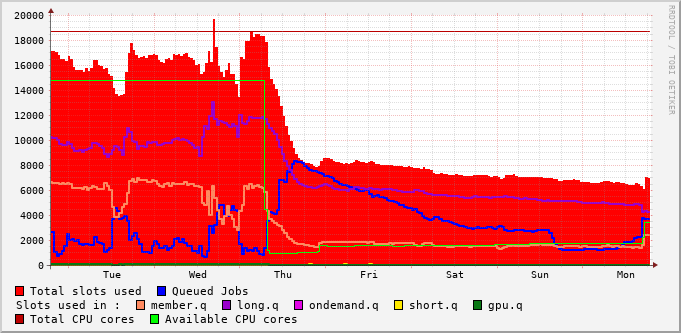 20000
18000
16000
14000
12000
10000
8000
6000
4000
2000
0
Tue Wed Thu Fri Sat Sun Mon
Total slots used Queued Jobs
Slots used in : member.q long.q ondemand.q short.q gpu.q
Total CPU cores Available CPU cores
RRDTOOL / TOBI OETIKER